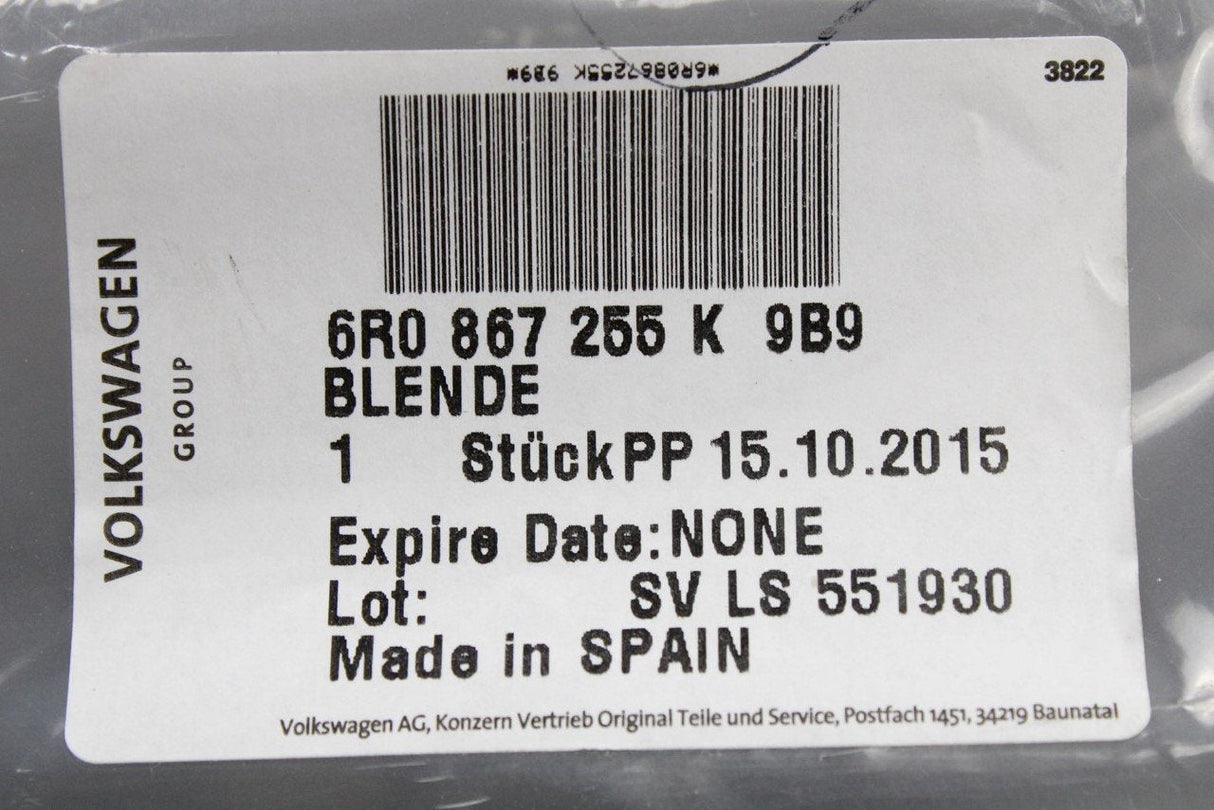 *6R0867255K 9B9*
3822
VOLKSWAGEN
GROUP
6R0 867 255 K 9B9
BLENDE
1 Stück PP 15.10.2015
Expire Date: NONE
Lot: SV LS 551930
Made in SPAIN
Volkswagen AG, Konzern Vertrieb Original Teile und Service, Postfach 1451, 34219 Baunatal